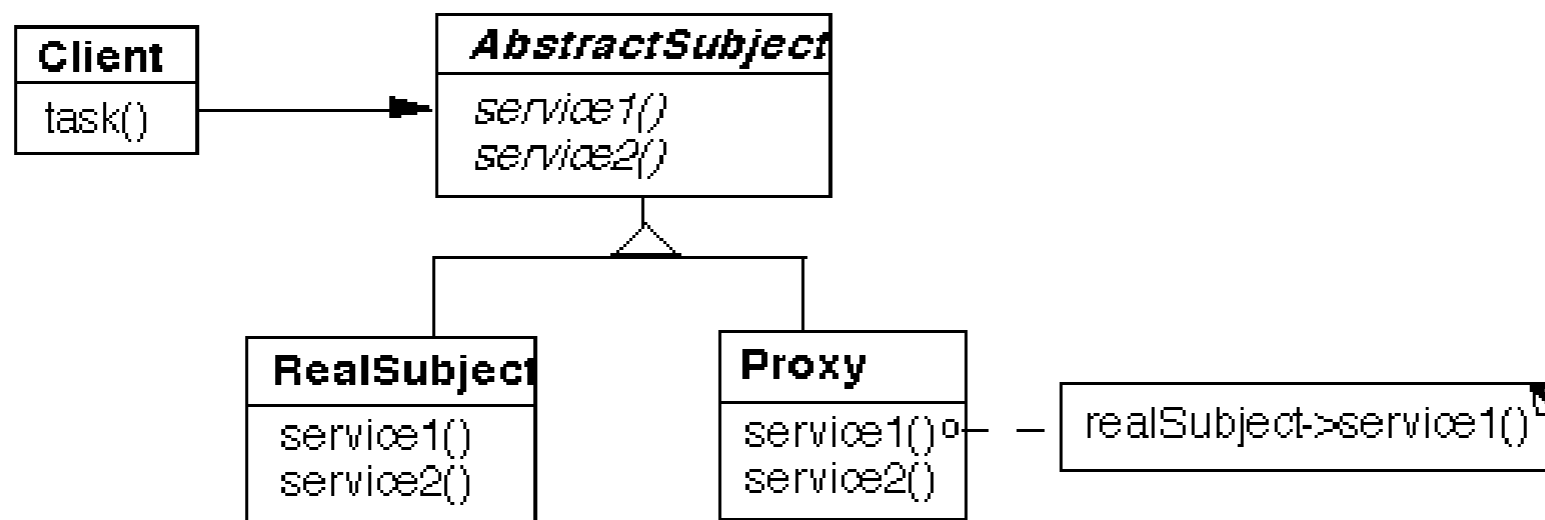 Client
task()
AbstractSubject
service1()
service2()
RealSubject
service1()
service2()
Proxy
service1()
service2()
realSubject->service1()